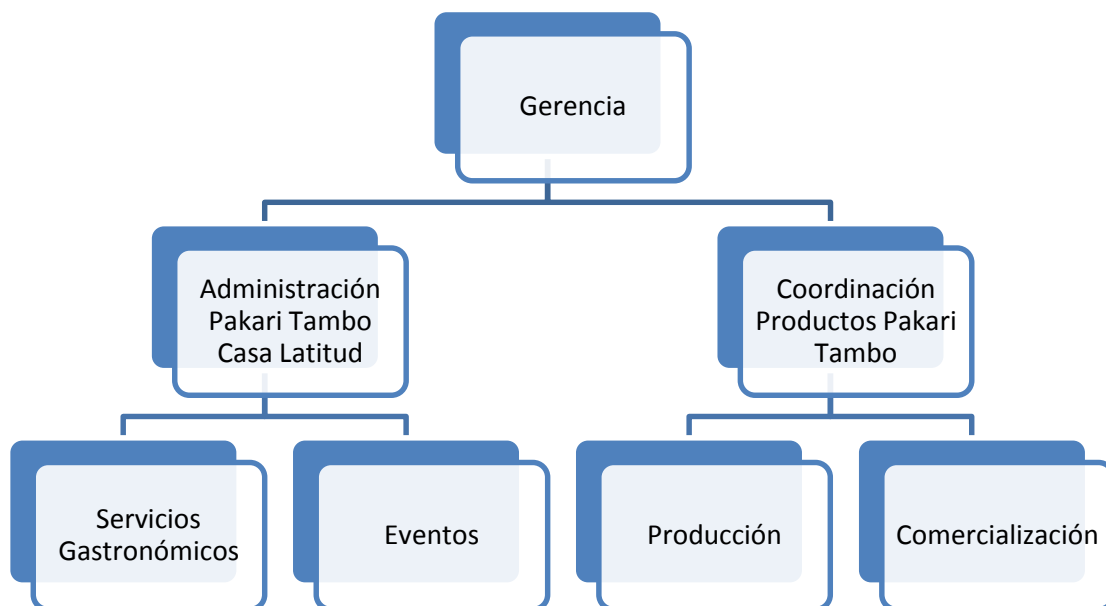 Gerencia
Administración
Pakari Tambo
Casa Latitud
Coordinación
Productos Pakari
Tambo
Servicios
Gastronómicos
Eventos
Producción
Comercialización